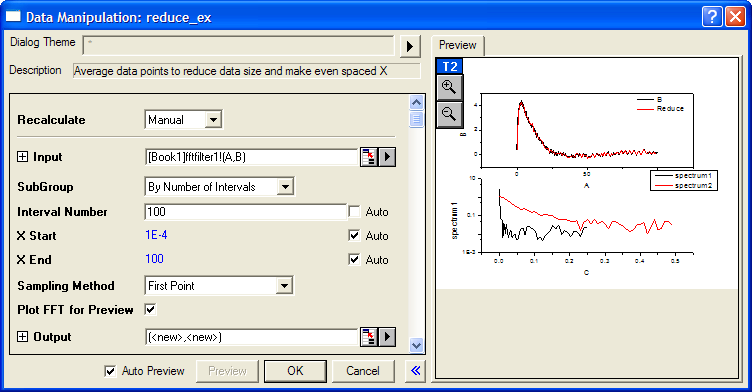 Data Manipulation: reduce_ex
Dialog Theme *
Description Average data points to reduce data size and make even spaced X
Recalculate Manual
Input [Book1]fftfilter1!(A,B)
SubGroup By Number of Intervals
Interval Number 100 Auto
X Start 1E-4 Auto
X End 100 Auto
Sampling Method First Point
Plot FFT for Preview
Output (<new>,<new>)
Auto Preview Preview OK Cancel
Preview
T2
B
Reduce
4
2
0
B
0
50
100
A
spectrum1
spectrum2
10
0.1
1E-3
spectrum1
0.0 0.1 0.2 0.3 0.4 0.5
C